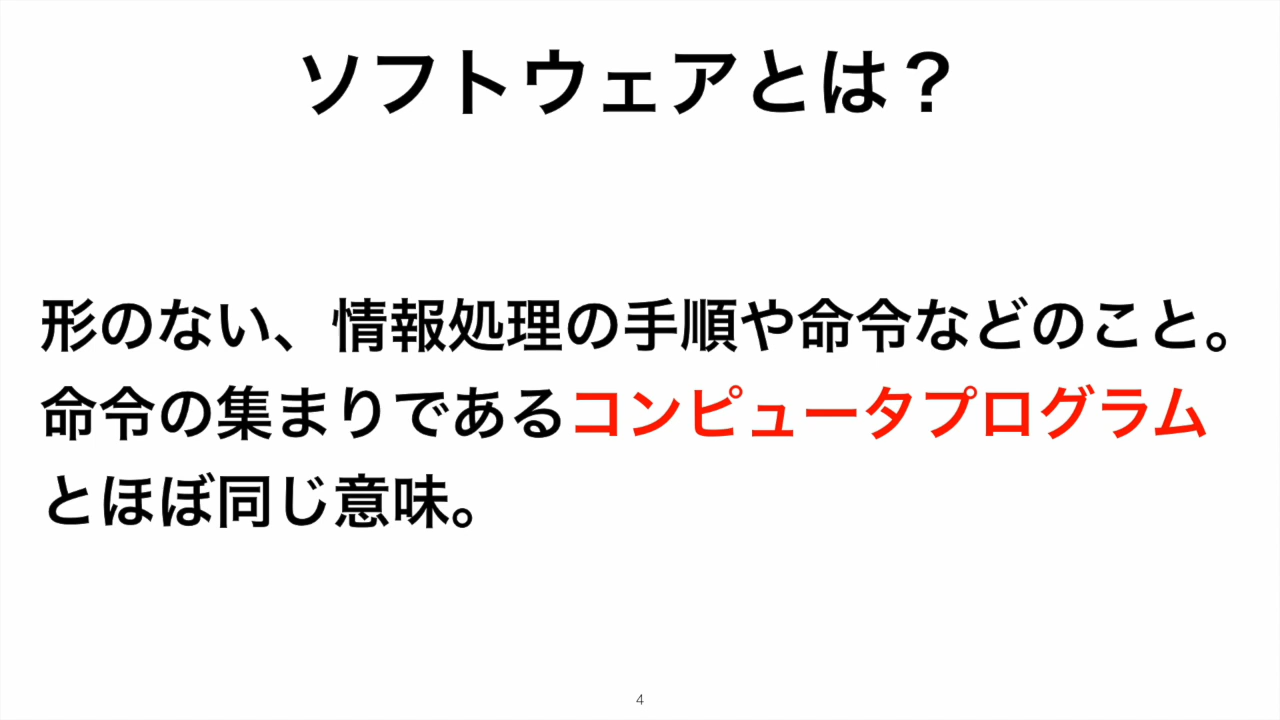 ソフトウェアとは？
形のない、情報処理の手順や命令などのこと。
命令の集まりであるコンピュータプログラム
とほぼ同じ意味。
4